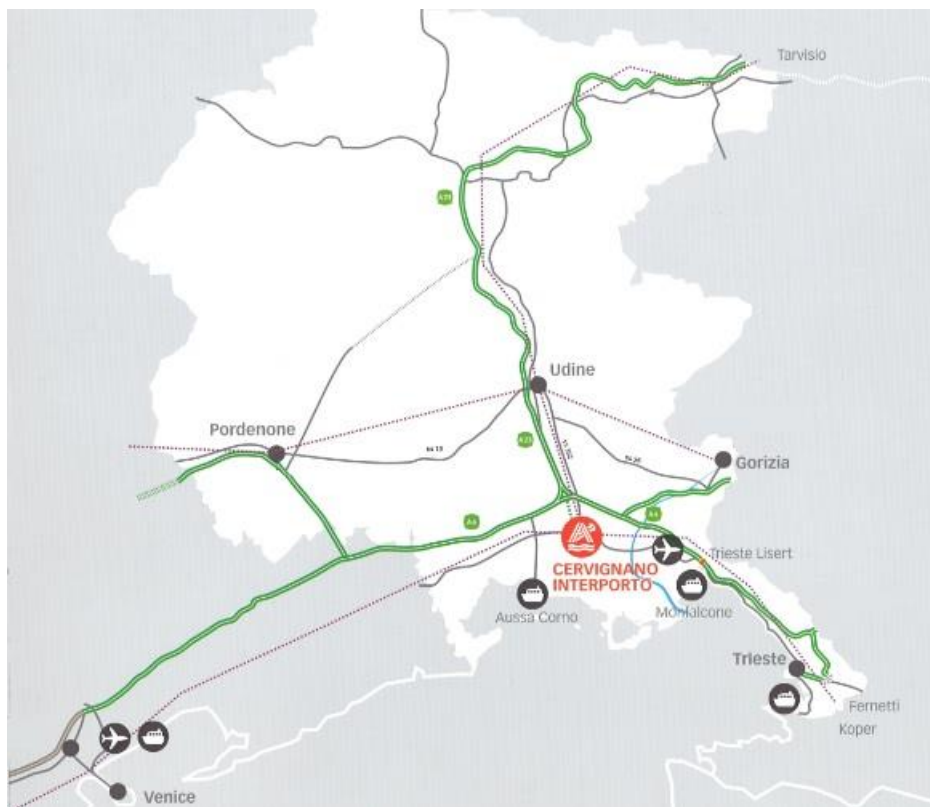 Tarvisio
A23
Udine
Pordenone
A23
Gorizia
A4
A4
CERVIGNANO
INTERPORTO
Trieste Lisert
Aussa Corno
Monfalcone
Trieste
Fernetti
Koper
Venice